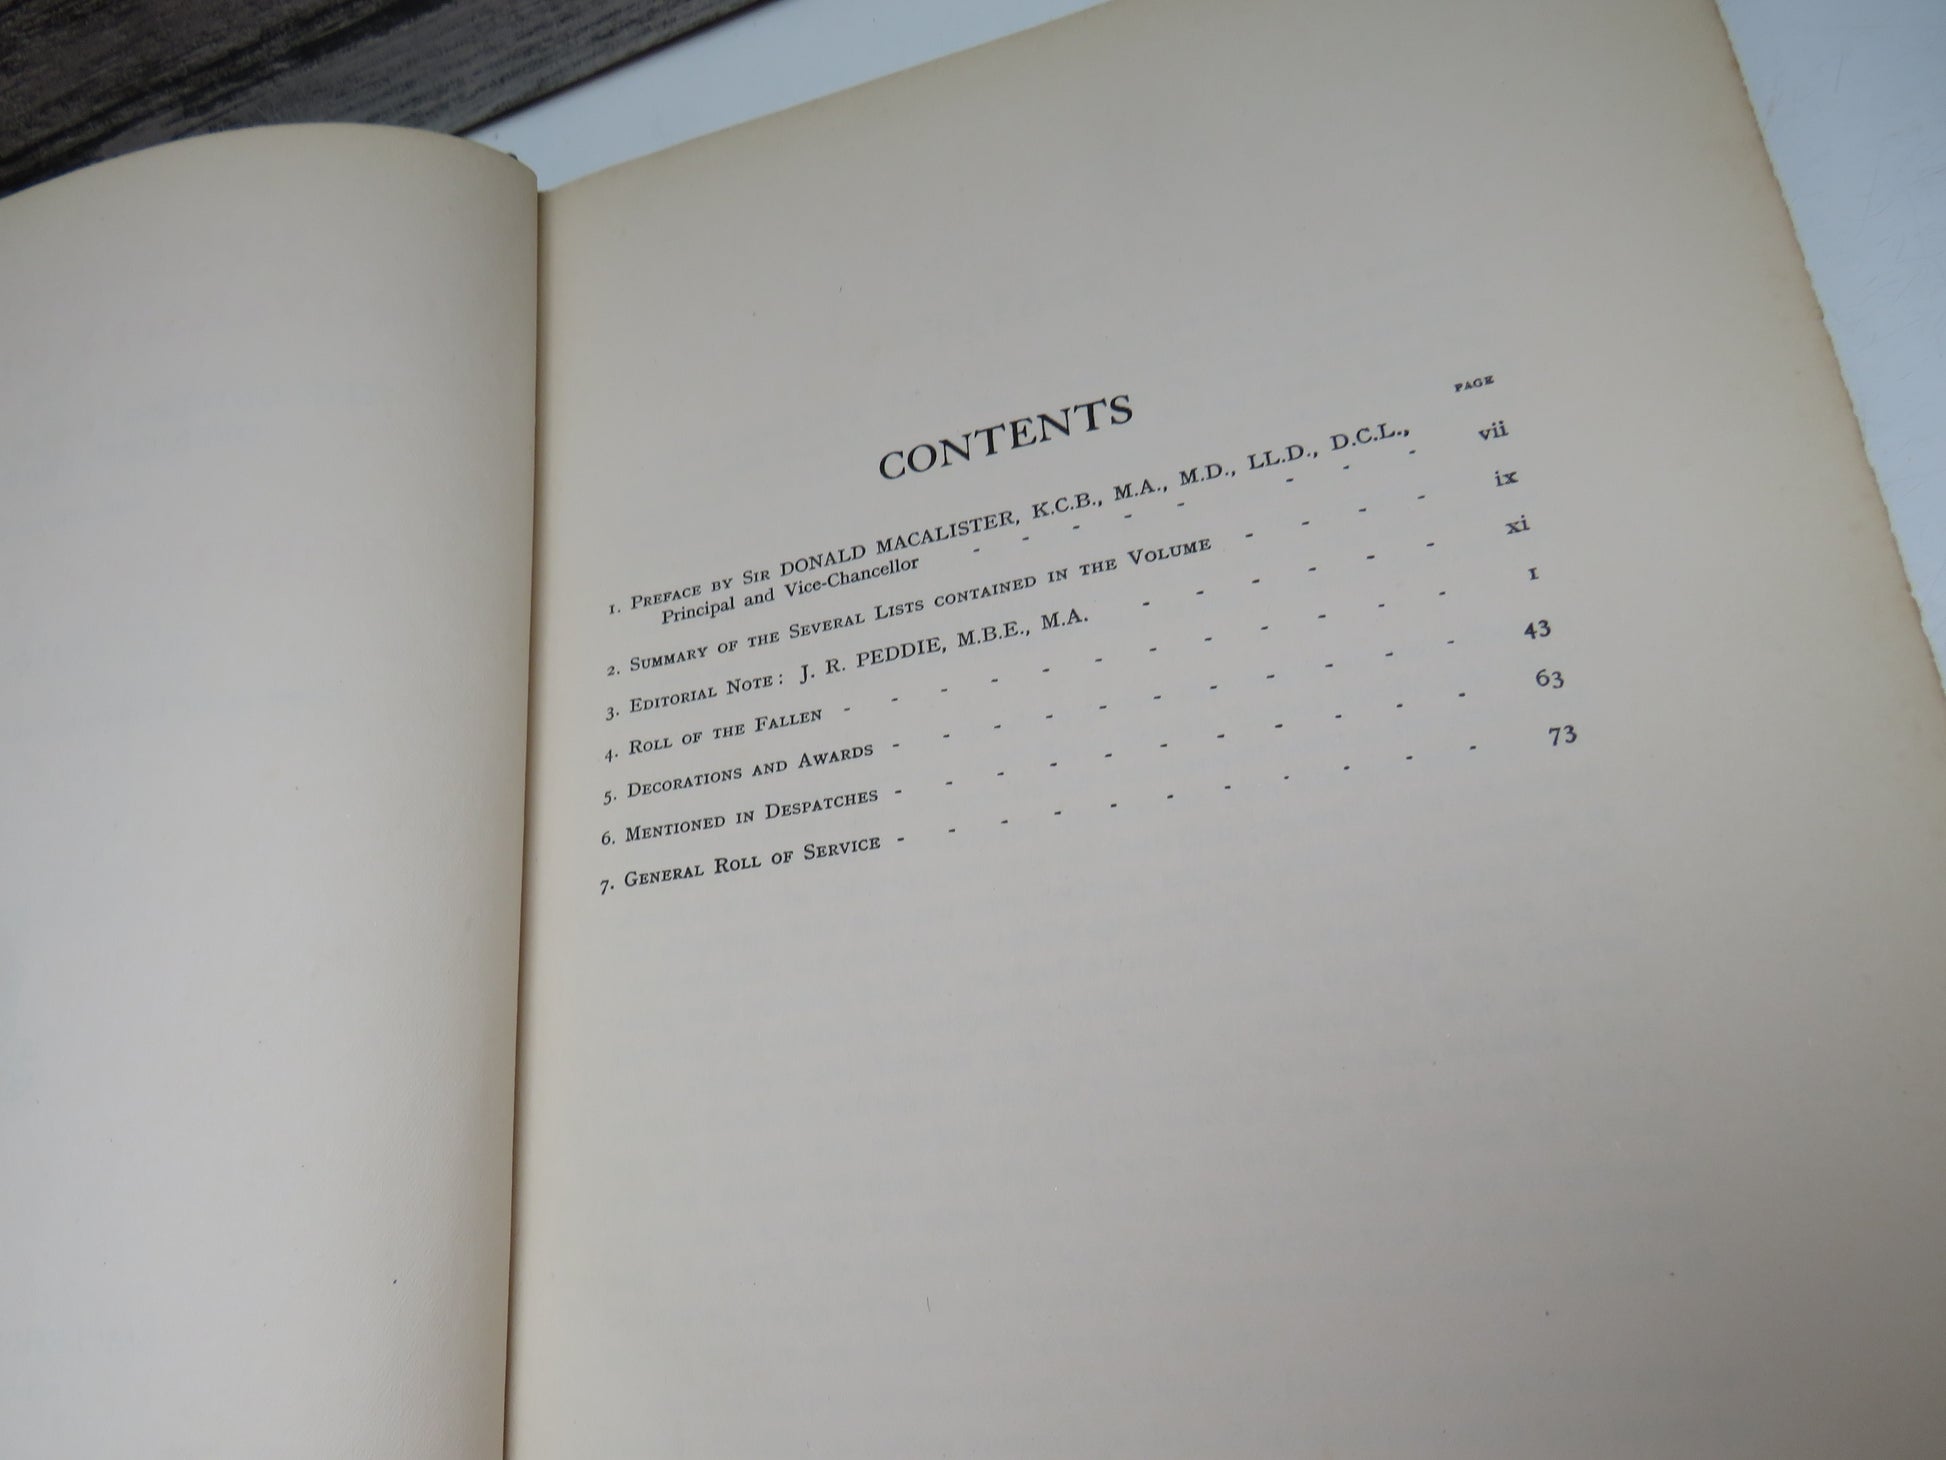 CONTENTS
PAGE
1. PREFACE BY SIR DONALD MACALISTER, K.C.B., M.A., M.D., LL.D., D.C.L.,
Principal and Vice-Chancellor - - - - - - - - vii
2. SUMMARY OF THE SEVERAL LISTS CONTAINED IN THE VOLUME - - - - ix
3. EDITORIAL NOTE: J. R. PEDDIE, M.B.E., M.A. - - - - - - xi
4. ROLL OF THE FALLEN - - - - - - - - - - - - 1
5. DECORATIONS AND AWARDS - - - - - - - - - - - 43
6. MENTIONED IN DESPATCHES - - - - - - - - - - - 63
7. GENERAL ROLL OF SERVICE - - - - - - - - - - - 73